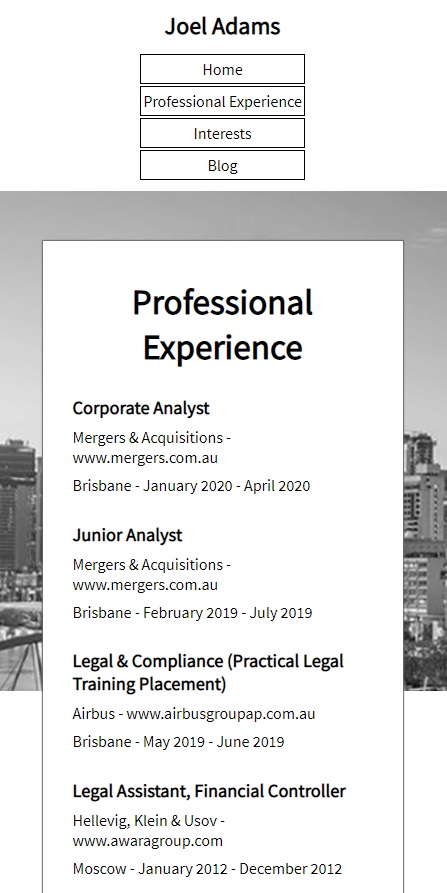 Joel Adams
Home
Professional Experience
Interests
Blog
Professional
Experience
Corporate Analyst
Mergers & Acquisitions -
www.mergers.com.au
Brisbane - January 2020 - April 2020
Junior Analyst
Mergers & Acquisitions -
www.mergers.com.au
Brisbane - February 2019 - July 2019
Legal & Compliance (Practical Legal
Training Placement)
Airbus - www.airbusgroupap.com.au
Brisbane - May 2019 - June 2019
Legal Assistant, Financial Controller
Hellevig, Klein & Usov -
www.awaragroup.com
Moscow - January 2012 - December 2012